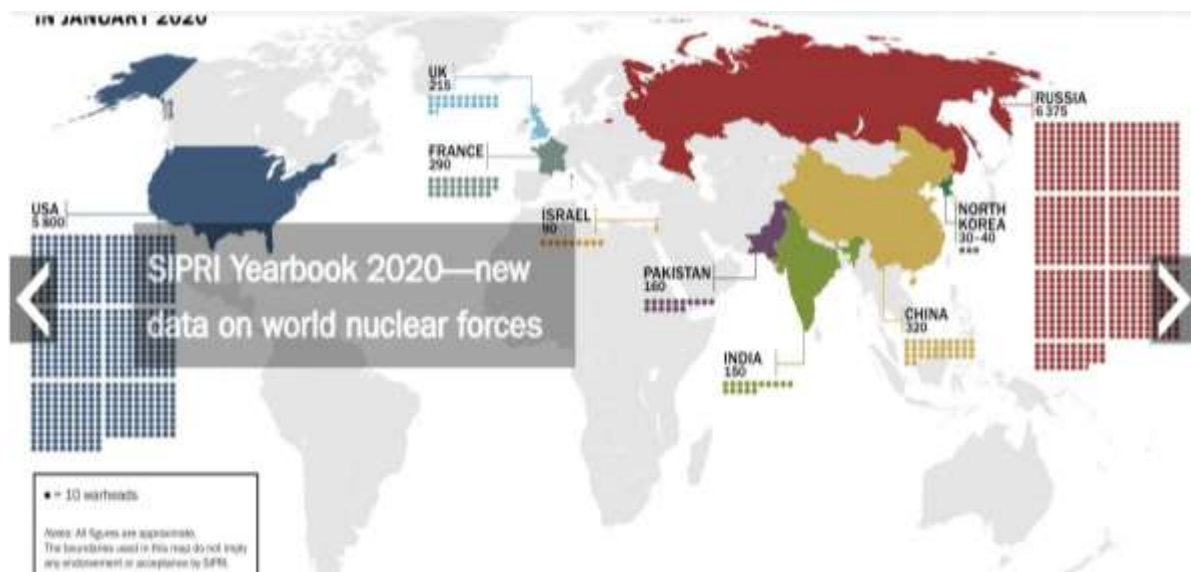 IN JANUARY 2020
UK
215
FRANCE
290
RUSSIA
6 375
USA
5 800
ISRAEL
90
NORTH
KOREA
30–40
PAKISTAN
160
CHINA
320
INDIA
150
SIPRI Yearbook 2020—new
data on world nuclear forces
= 10 warheads
Notes: All figures are approximate.
The boundaries used in this map do not imply
any endorsement or acceptance by SIPRI.